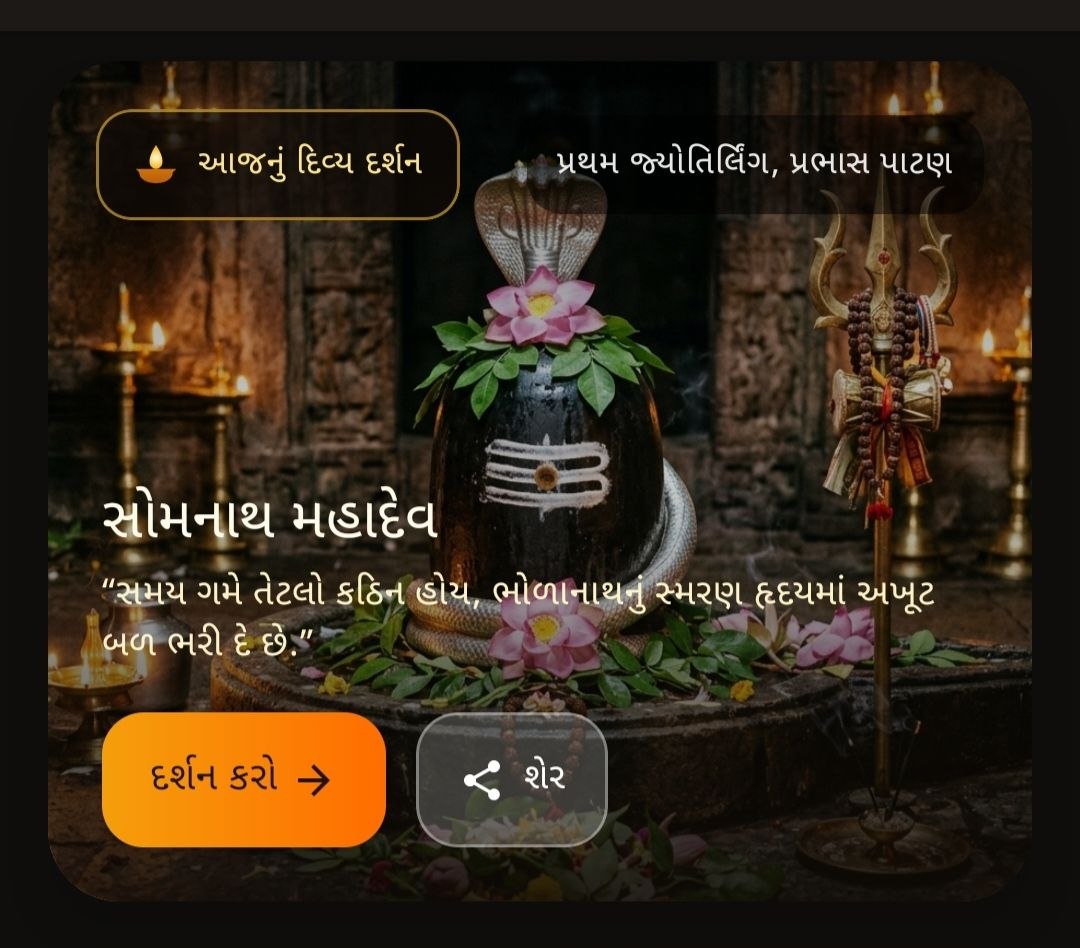 આજનું દિવ્ય દર્શન
પ્રથમ જ્યોતિર્લિંગ, પ્રભાસ પાટણ
સોમનાથ મહાદેવ
“સમય ગમે તેટલો કઠિન હોય, ભોળાનાથનું સ્મરણ હૃદયમાં અખૂટ
બળ ભરી દે છે.”
દર્શન કરો →
શેર